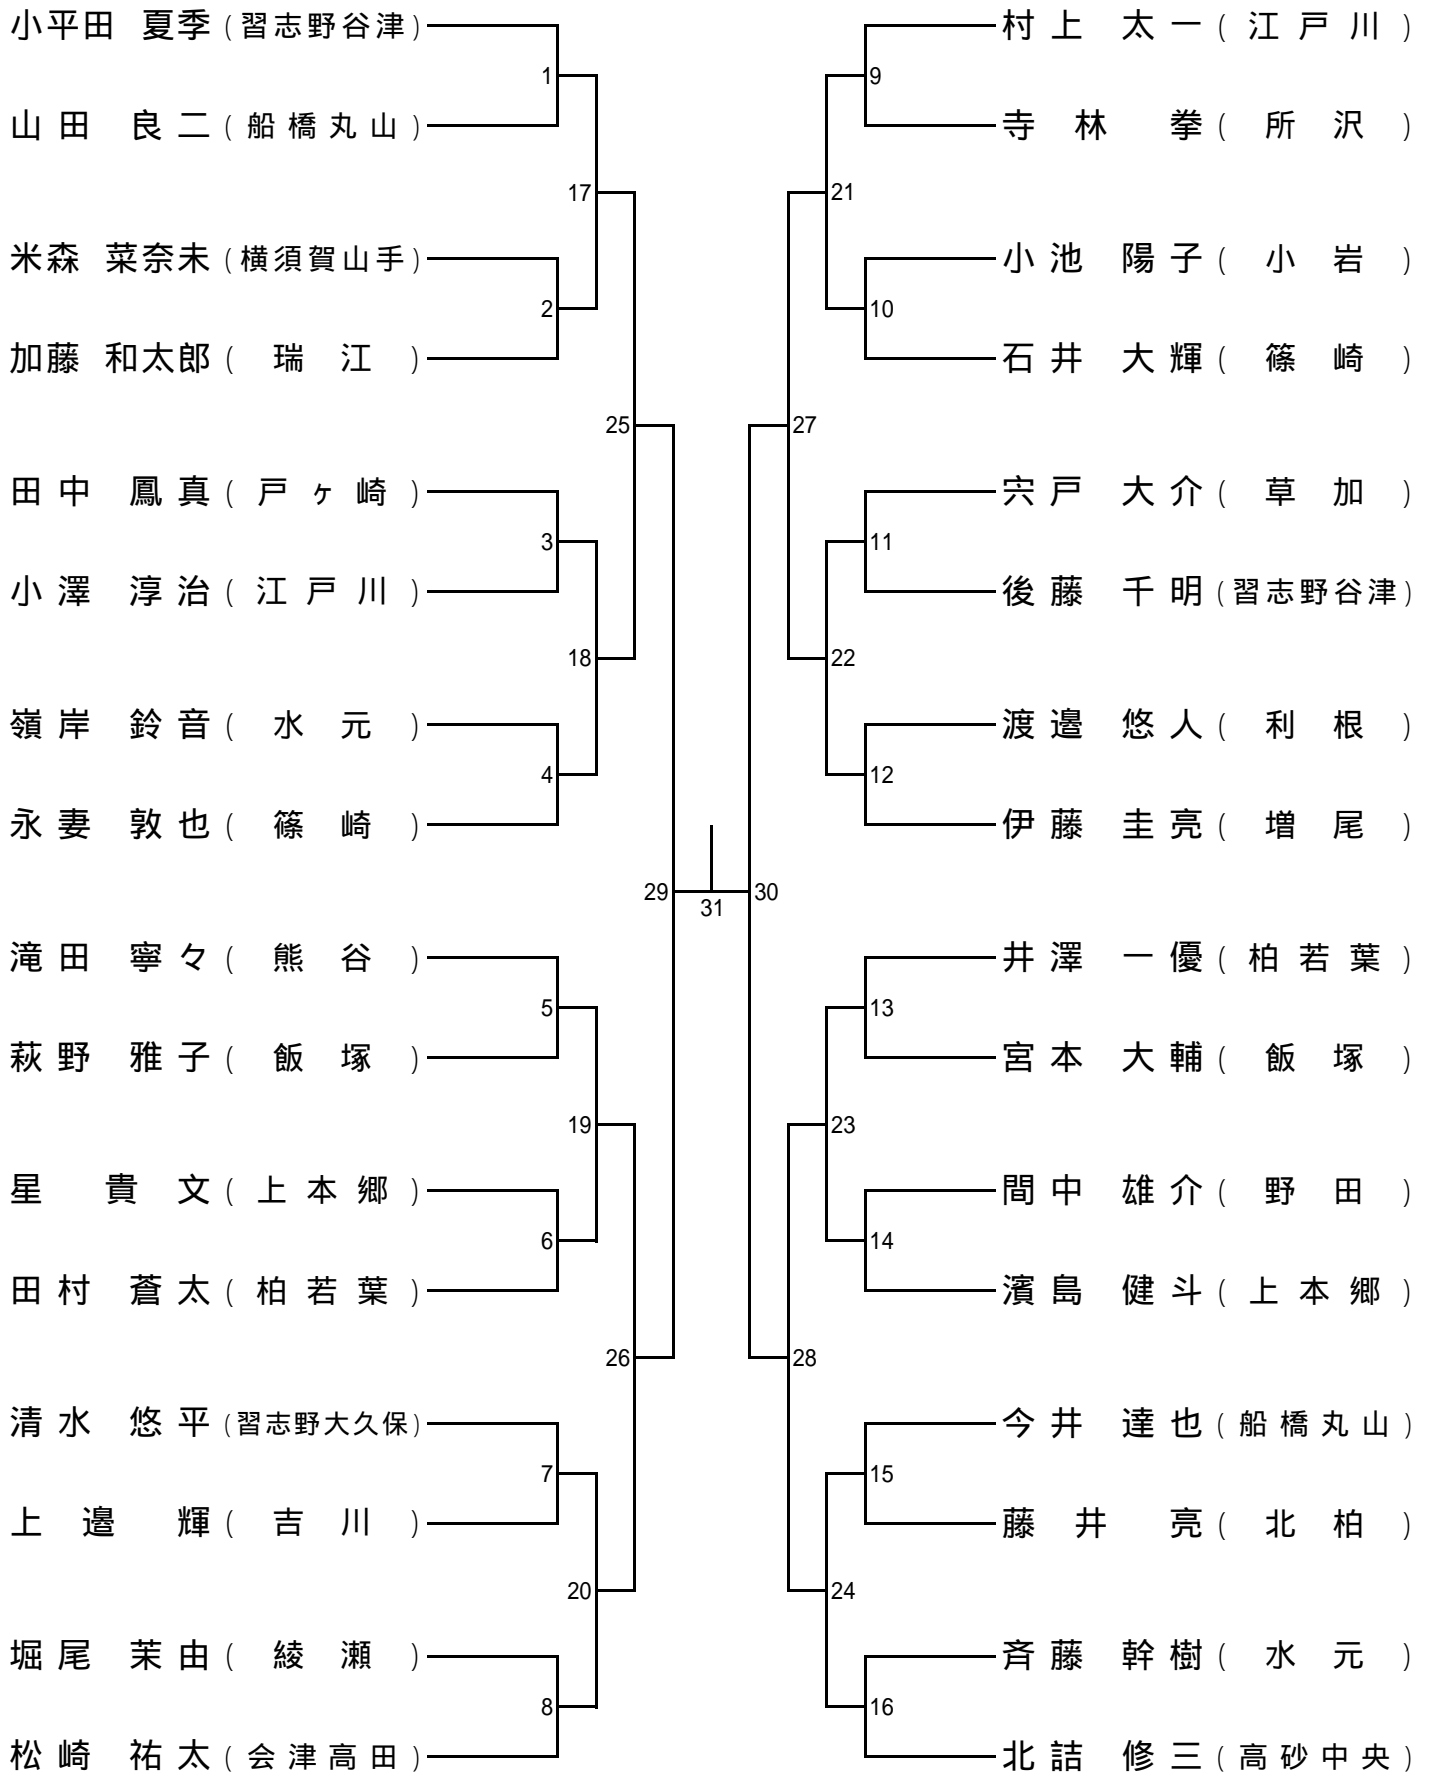 小平田 夏季 (習志野谷津)
1
山田 良二 (船橋丸山)
17
米森 菜奈未 (横須賀山手)
2
加藤 和太郎 (瑞江)
25
田中 鳳真 (戸ヶ崎)
3
小澤 淳治 (江戸川)
18
嶺岸 鈴音 (水元)
4
永妻 敦也 (篠崎)
29
滝田 寧々 (熊谷)
5
萩野 雅子 (飯塚)
19
星 貴文 (上本郷)
6
田村 蒼太 (柏若葉)
26
清水 悠平 (習志野大久保)
7
上邊 輝 (吉川)
20
堀尾 茉由 (綾瀬)
8
松崎 祐太 (会津高田)
31
村上 太一 (江戸川)
9
寺林 拳 (所沢)
21
小池 陽子 (小岩)
10
石井 大輝 (篠崎)
27
宍戸 大介 (草加)
11
後藤 千明 (習志野谷津)
22
渡邉 悠人 (利根)
12
伊藤 圭亮 (増尾)
30
井澤 一優 (柏若葉)
13
宮本 大輔 (飯塚)
23
間中 雄介 (野田)
14
濱島 健斗 (上本郷)
28
今井 達也 (船橋丸山)
15
藤井 亮 (北柏)
24
斉藤 幹樹 (水元)
16
北詰 修三 (高砂中央)